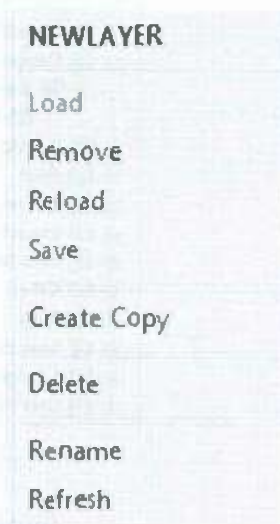 NEWLAYER
Load
Remove
Reload
Save
Create Copy
Delete
Rename
Refresh